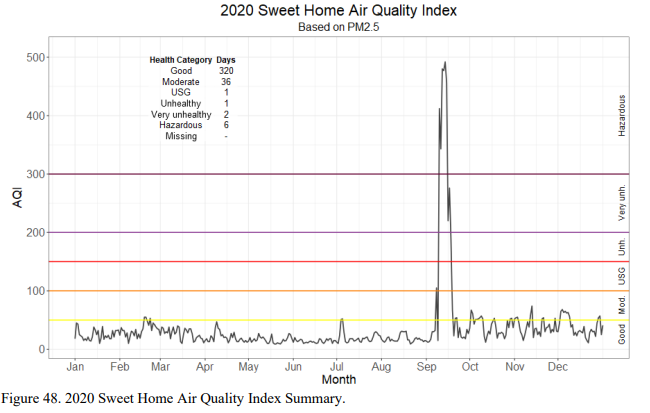 2020 Sweet Home Air Quality Index
Based on PM2.5
500
400
300
200
100
0
AQI
Health Category Days
Good 320
Moderate 36
USG 1
Unhealthy 1
Very unhealthy 2
Hazardous 6
Missing -
Hazardous
Very unh.
Unh.
USG
Mod.
Good
Jan Feb Mar Apr May Jun Jul Aug Sep Oct Nov Dec
Month
Figure 48. 2020 Sweet Home Air Quality Index Summary.